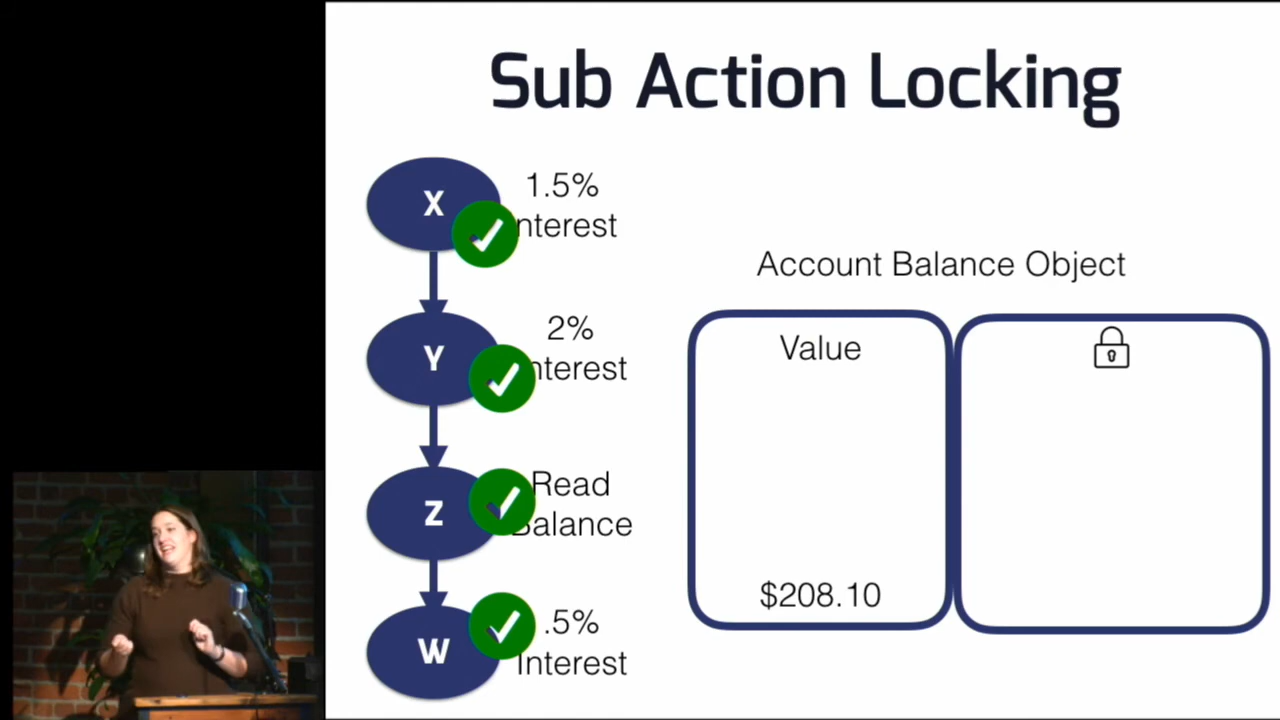 Sub Action Locking
X
1.5%
nterest
Y
2%
nterest
Z
Read
Balance
W
.5%
Interest
Account Balance Object
Value
$208.10